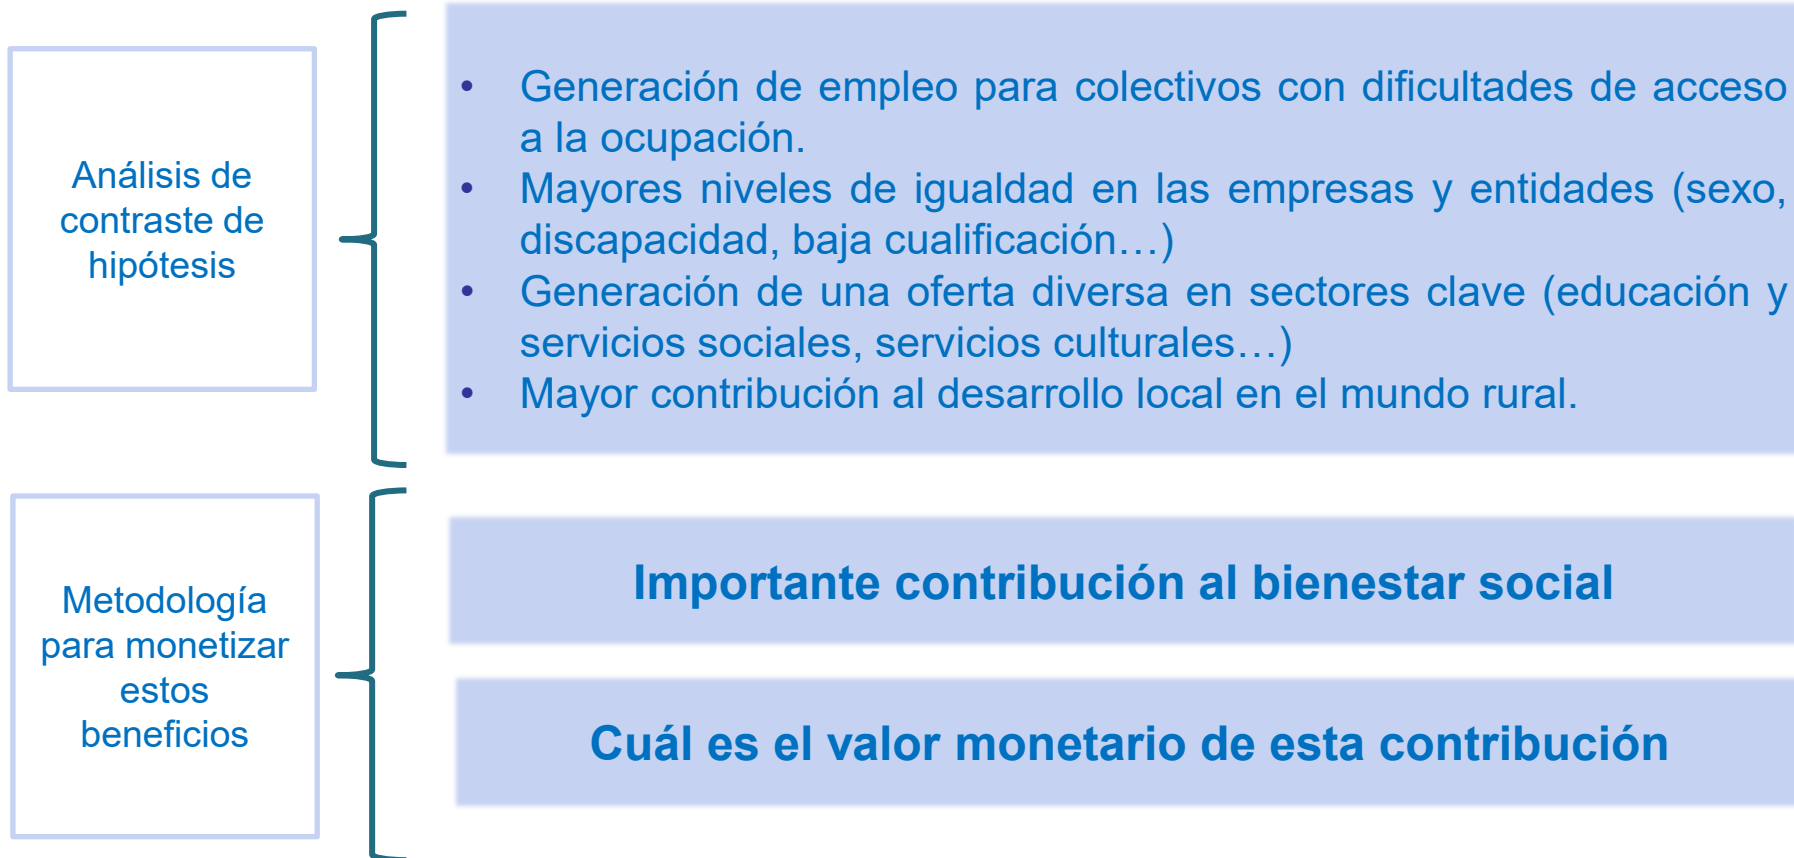 Análisis de
contraste de
hipótesis
• Generación de empleo para colectivos con dificultades de acceso
a la ocupación.
• Mayores niveles de igualdad en las empresas y entidades (sexo,
discapacidad, baja cualificación…)
• Generación de una oferta diversa en sectores clave (educación y
servicios sociales, servicios culturales…)
• Mayor contribución al desarrollo local en el mundo rural.
Metodología
para monetizar
estos
beneficios
Importante contribución al bienestar social
Cuál es el valor monetario de esta contribución